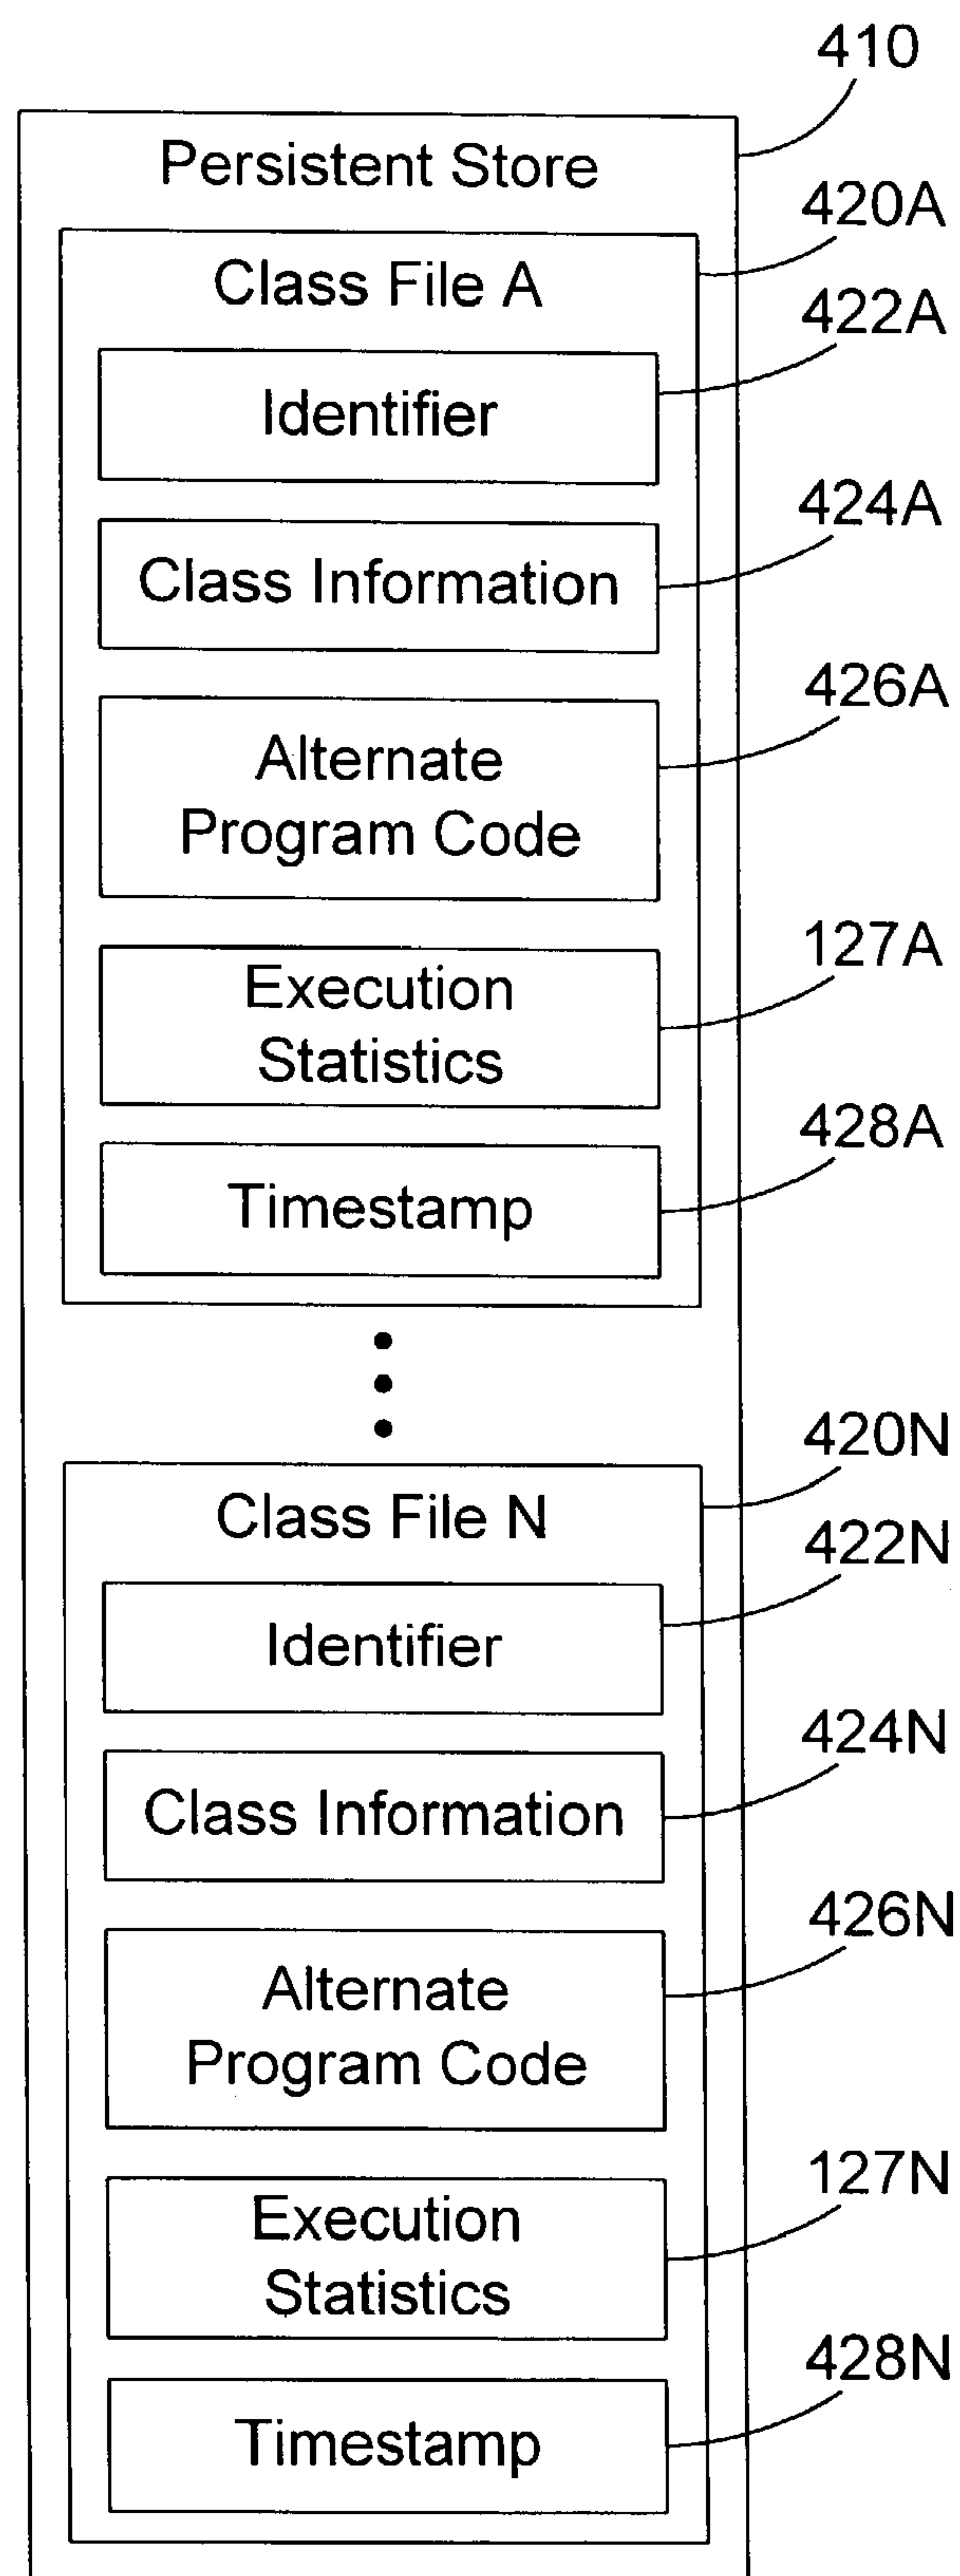 410
Persistent Store
420A
Class File A
422A
Identifier
424A
Class Information
426A
Alternate
Program Code
127A
Execution
Statistics
428A
Timestamp
420N
Class File N
422N
Identifier
424N
Class Information
426N
Alternate
Program Code
127N
Execution
Statistics
428N
Timestamp